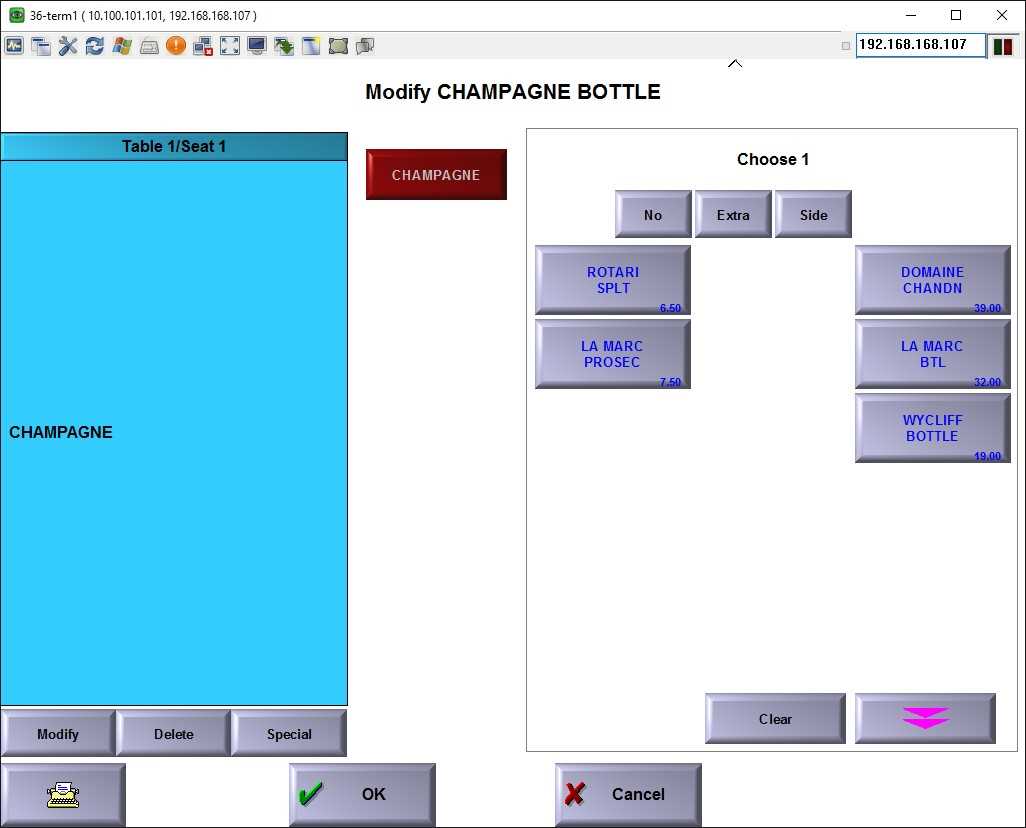 36-term1 ( 10.100.101.101, 192.168.168.107 )
192.168.168.107
Modify CHAMPAGNE BOTTLE
Table 1/Seat 1
CHAMPAGNE
CHAMPAGNE
Choose 1
No
Extra
Side
ROTARI
SPLT
6.50
DOMAINE
CHANDN
39.00
LA MARC
PROSEC
7.50
LA MARC
BTL
32.00
WYCLIFF
BOTTLE
19.00
Clear
Modify
Delete
Special
OK
Cancel